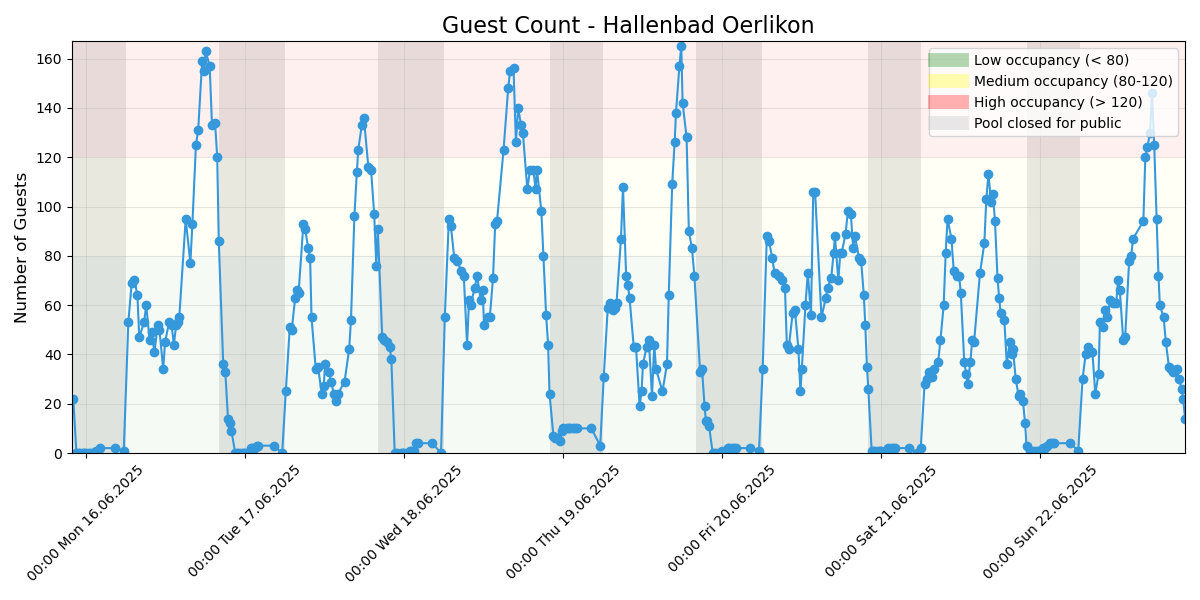 Guest Count - Hallenbad Oerlikon
Number of Guests
160
140
120
100
80
60
40
20
0
Low occupancy (< 80)
Medium occupancy (80-120)
High occupancy (> 120)
Pool closed for public
00:00 Mon 16.06.2025
00:00 Tue 17.06.2025
00:00 Wed 18.06.2025
00:00 Thu 19.06.2025
00:00 Fri 20.06.2025
00:00 Sat 21.06.2025
00:00 Sun 22.06.2025